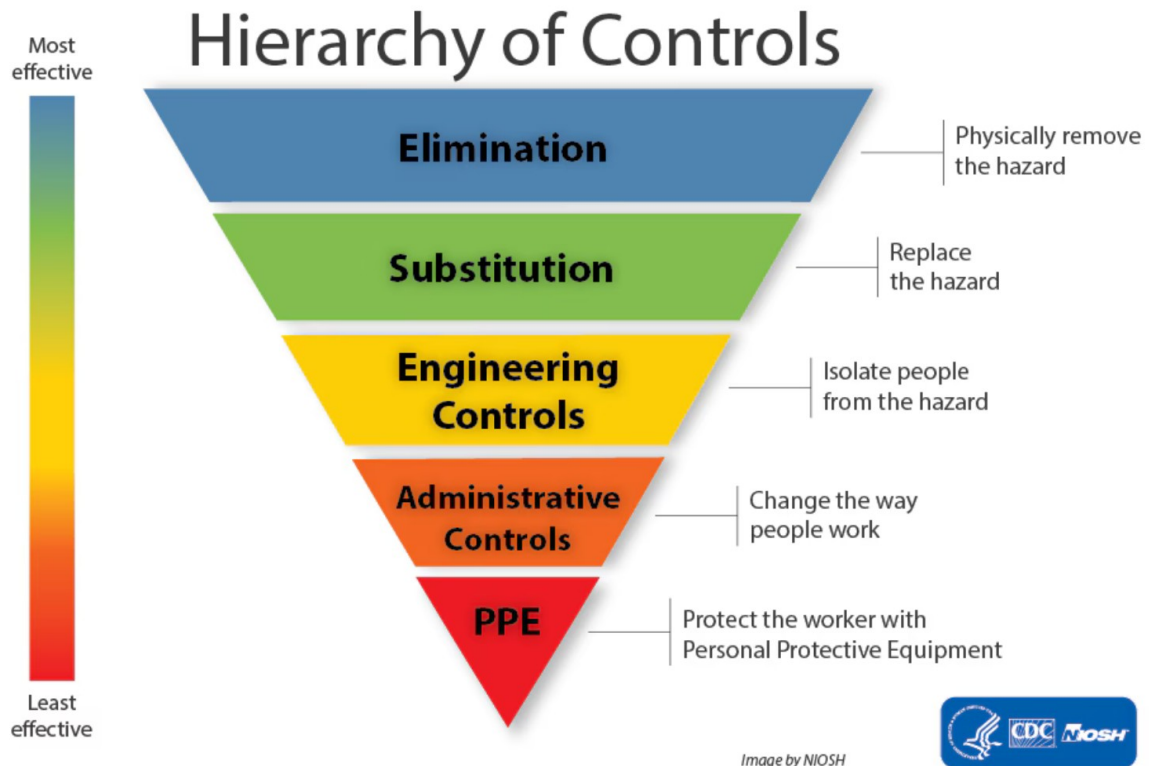 Hierarchy of Controls
Most
effective
Elimination
Physically remove
the hazard
Substitution
Replace
the hazard
Engineering
Controls
Isolate people
from the hazard
Administrative
Controls
Change the way
people work
PPE
Protect the worker with
Personal Protective Equipment
Least
effective
CDC NIOSH
Image by NIOSH